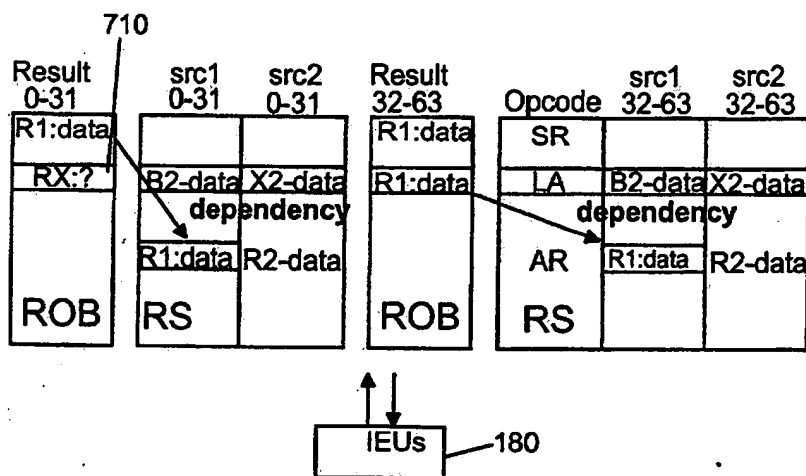 710
Result 0-31
src1 0-31
src2 0-31
Result 32-63
Opcode
src1 32-63
src2 32-63
R1:data
R1:data
SR
RX:?
B2-data
X2-data
R1:data
LA
B2-data
X2-data
dependency
dependency
R1:data
R2-data
AR
R1:data
R2-data
ROB
RS
ROB
RS
IEUs
180